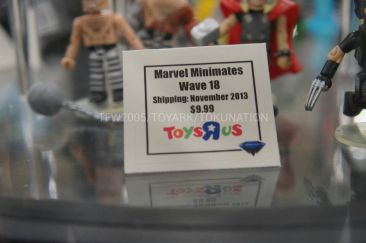 Marvel Minimates
Wave 18
Shipping: November 2013
$9.99
TFW2005/TOYARK/TOKUNATION
TOYSRUS